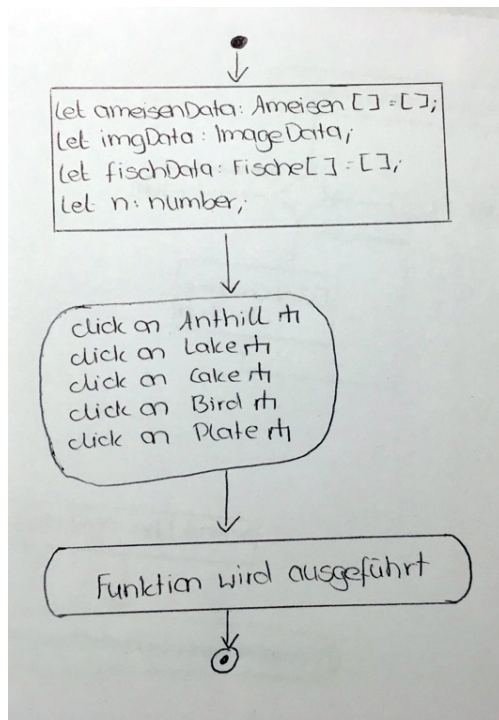 let ameisenData: Ameisen [] = [];
let imgData: ImageData;
let fischData: Fische[] = [];
let n: number;
click on Anthill
click on Lake
click on Cake
click on Bird
click on Plate
Funktion wird ausgeführt